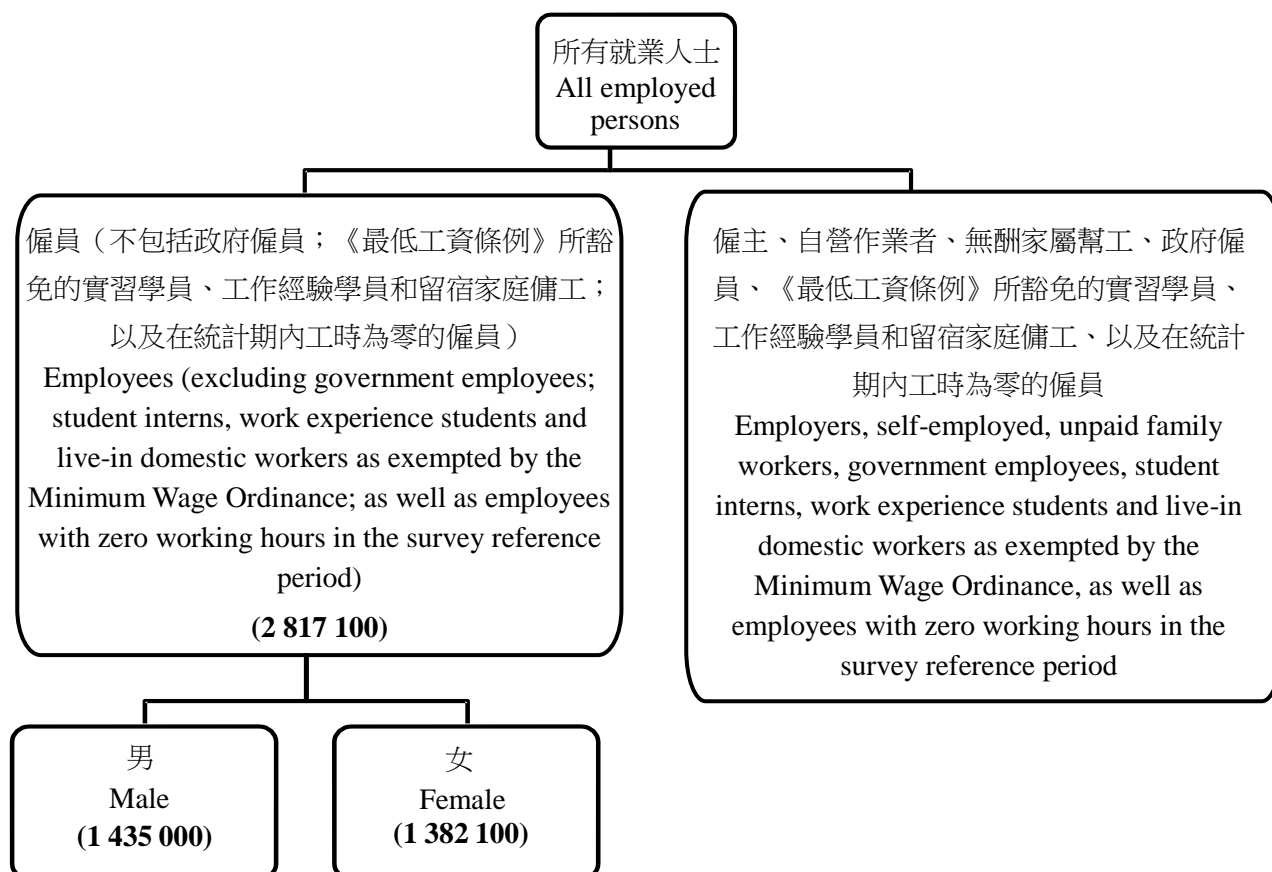 所有就業人士
All employed
persons
僱員（不包括政府僱員；《最低工資條例》所豁
免的實習學員、工作經驗學員和留宿家庭傭工；
以及在統計期內工時為零的僱員）
Employees (excluding government employees;
student interns, work experience students and
live-in domestic workers as exempted by the
Minimum Wage Ordinance; as well as employees
with zero working hours in the survey reference
period)
(2 817 100)
僱主、自營作業者、無酬家屬幫工、政府僱
員、《最低工資條例》所豁免的實習學員、
工作經驗學員和留宿家庭傭工、以及在統計
期內工時為零的僱員
Employers, self-employed, unpaid family
workers, government employees, student
interns, work experience students and live-in
domestic workers as exempted by the
Minimum Wage Ordinance, as well as
employees with zero working hours in the
survey reference period
男
Male
(1 435 000)
女
Female
(1 382 100)